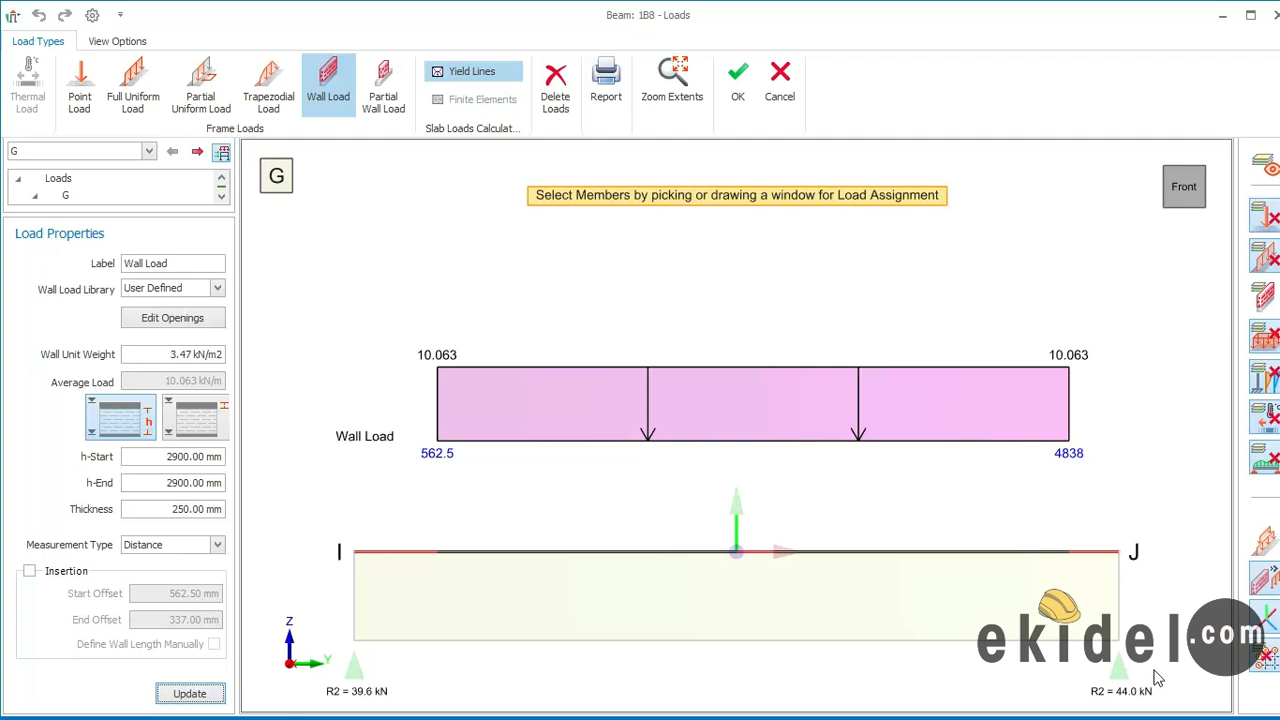 Beam: 1B8 - Loads
Load Types
View Options
Thermal Load
Point Load
Full Uniform Load
Partial Uniform Load
Trapezodal Load
Wall Load
Partial Wall Load
Yield Lines
Finite Elements
Delete Loads
Report
Zoom Extents
OK
Cancel
Frame Loads
Slab Loads Calculat...
G
Loads
G
G
Select Members by picking or drawing a window for Load Assignment
Front
Load Properties
Label Wall Load
Wall Load Library User Defined
Edit Openings
Wall Unit Weight 3.47 kN/m2
Average Load 10.063 kN/m
h
h-Start 2900.00 mm
h-End 2900.00 mm
Thickness 250.00 mm
Measurement Type Distance
Insertion
Start Offset 562.50 mm
End Offset 337.00 mm
Define Wall Length Manually
Update
10.063
10.063
Wall Load
562.5
4838
I
J
Z
Y
R2 = 39.6 kN
R2 = 44.0 kN
ekidel.com